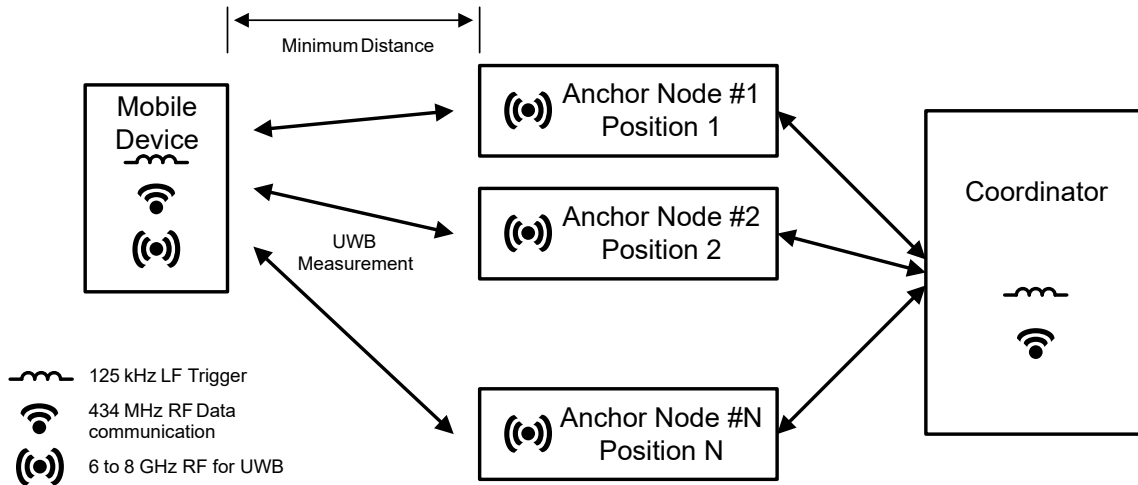 Minimum Distance
Mobile
Device
Anchor Node #1
Position 1
Anchor Node #2
Position 2
UWB
Measurement
Coordinator
Anchor Node #N
Position N
125 kHz LF Trigger
434 MHz RF Data
communication
6 to 8 GHz RF for UWB